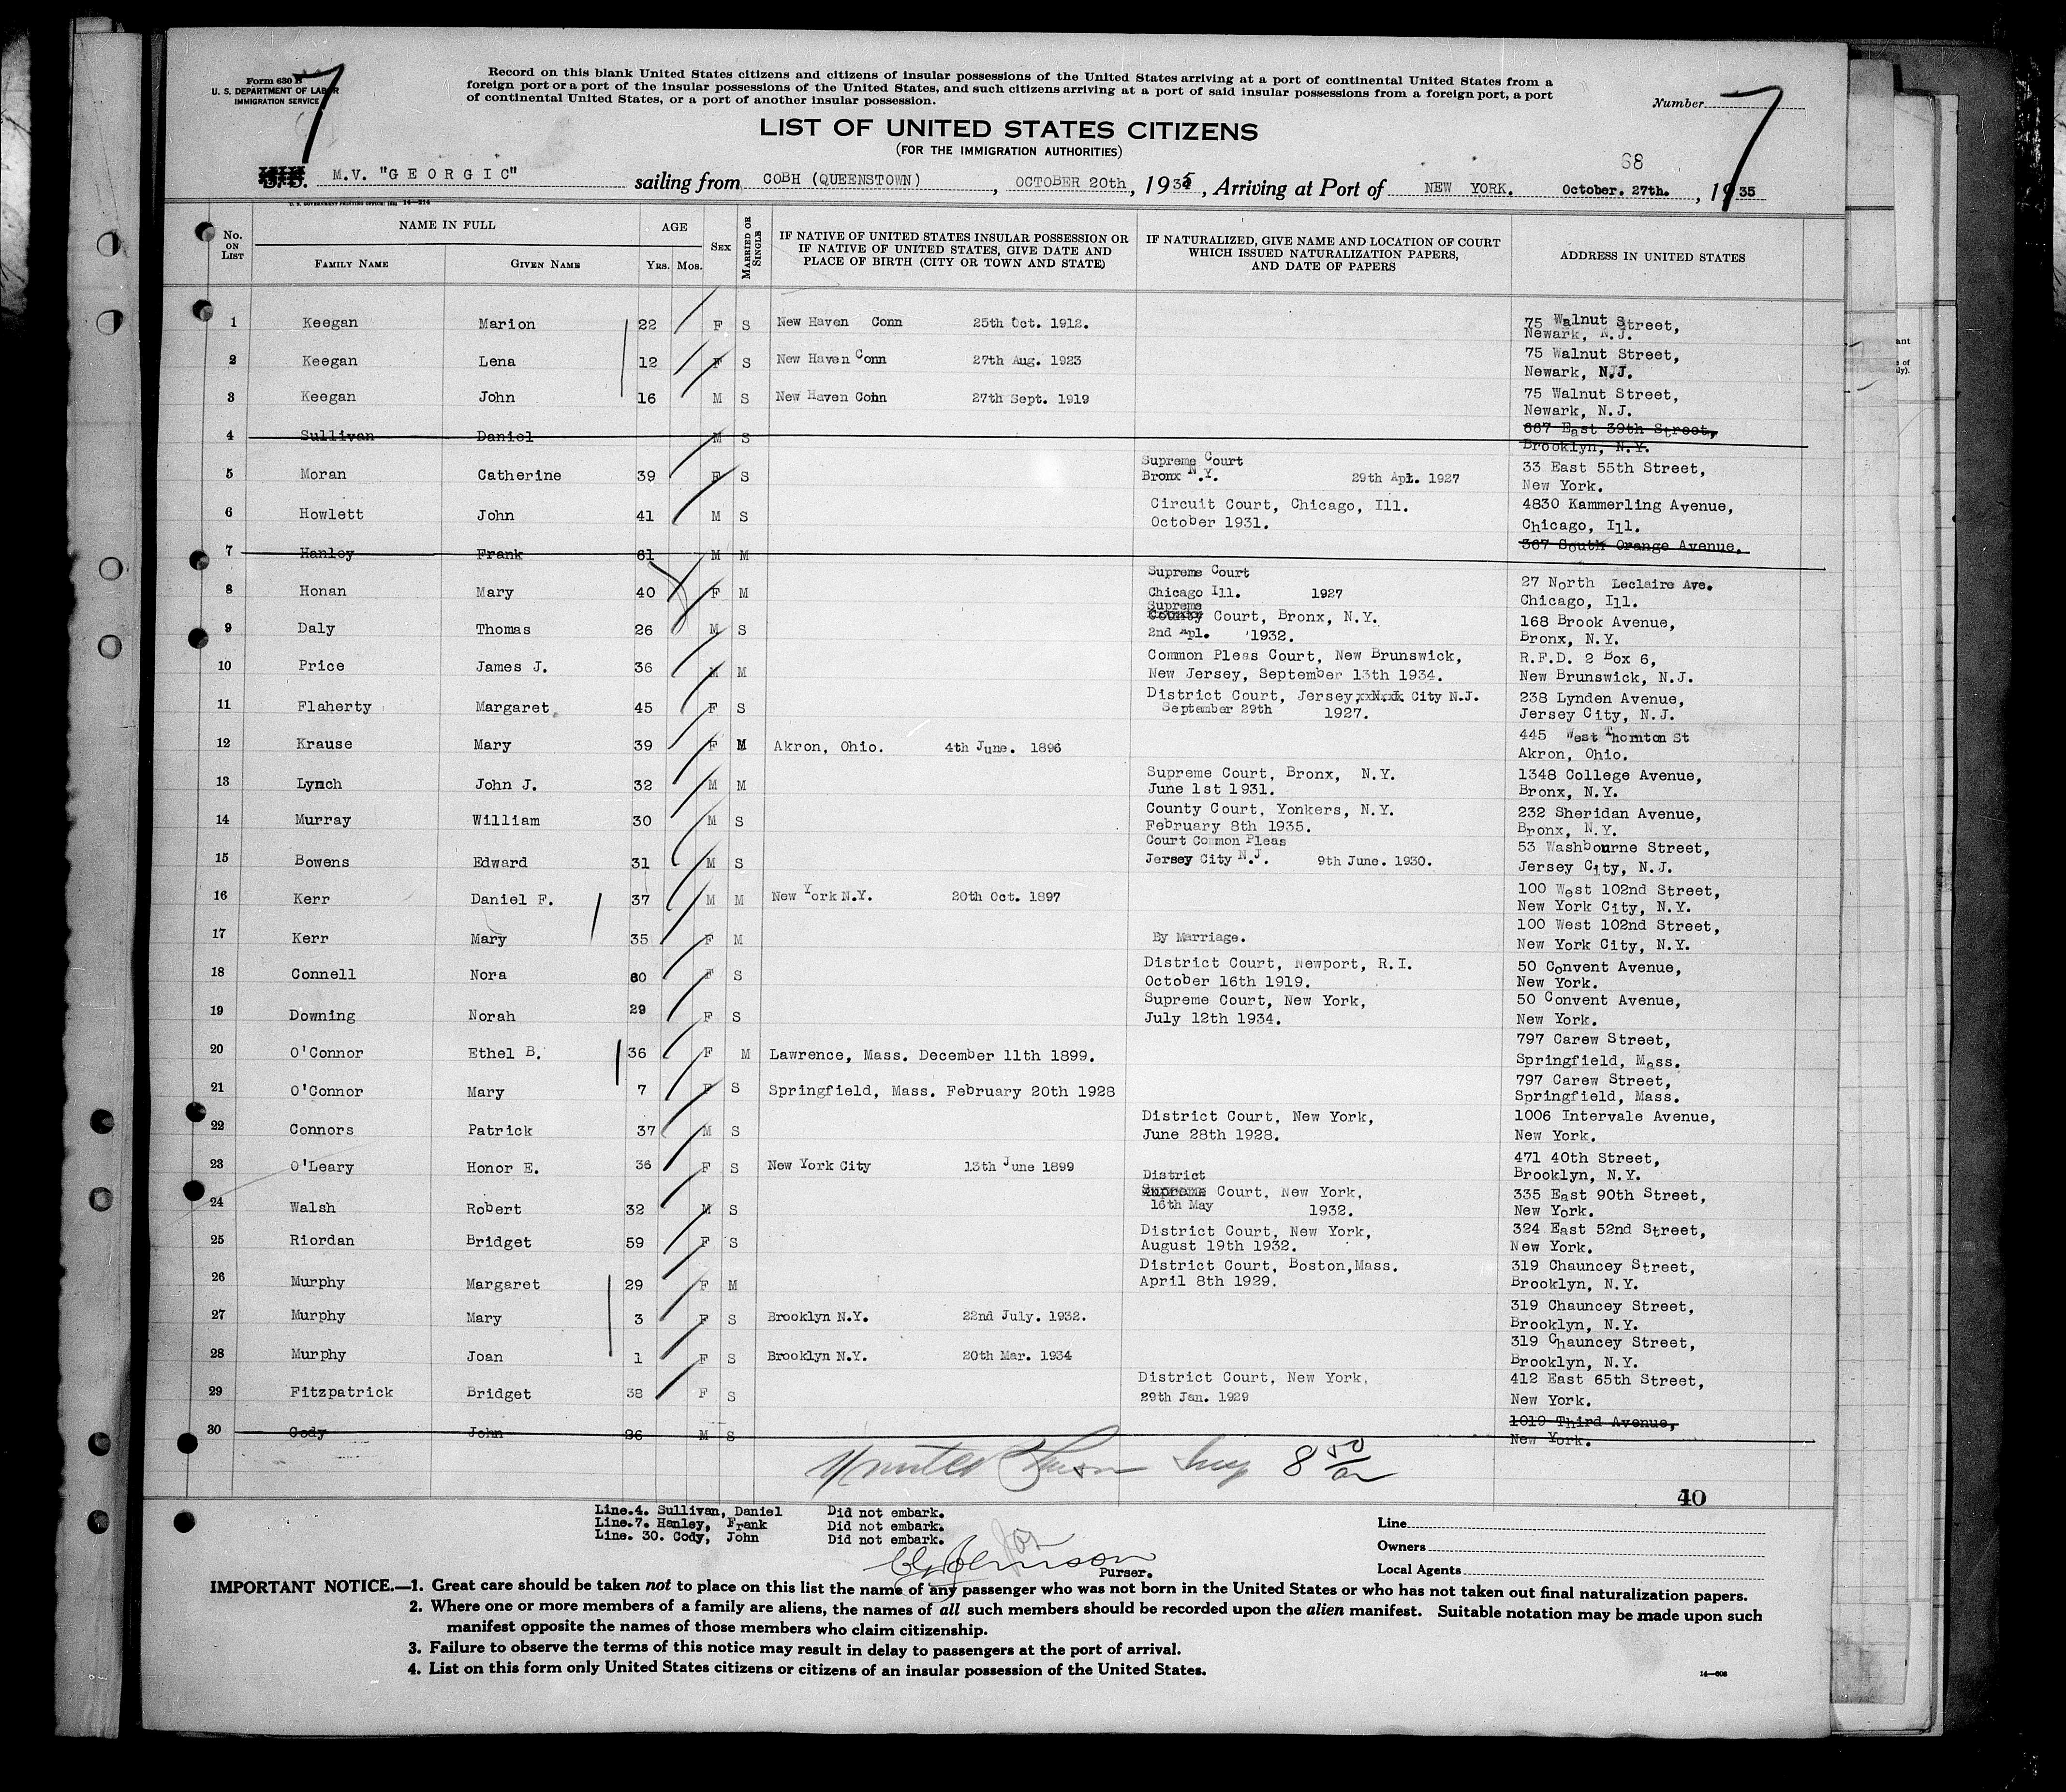 7
7
Form 630 B
U. S. DEPARTMENT OF LABOR
IMMIGRATION SERVICE
Record on this blank United States citizens and citizens of insular possessions of the United States arriving at a port of continental United States from a
foreign port or a port of the insular possessions of the United States, and such citizens arriving at a port of said insular possessions from a foreign port, a port
of continental United States, or a port of another insular possession.
Number
LIST OF UNITED STATES CITIZENS
(FOR THE IMMIGRATION AUTHORITIES)
68
M.V. "GEORGIC" sailing from COBH (QUEENSTOWN), OCTOBER 20th, 1935, Arriving at Port of NEW YORK. October. 27th., 1935
U. S. GOVERNMENT PRINTING OFFICE: 1931 14—214
No. ON LIST NAME IN FULL FAMILY NAME GIVEN NAME AGE YRS. MOS. SEX MARRIED OR SINGLE IF NATIVE OF UNITED STATES INSULAR POSSESSION OR IF NATIVE OF UNITED STATES, GIVE DATE AND PLACE OF BIRTH (CITY OR TOWN AND STATE) IF NATURALIZED, GIVE NAME AND LOCATION OF COURT WHICH ISSUED NATURALIZATION PAPERS, AND DATE OF PAPERS ADDRESS IN UNITED STATES
1 Keegan Marion 22 F S New Haven Conn 25th Oct. 1912. 75 Walnut Street, Newark, N.J.
2 Keegan Lena 12 F S New Haven Conn 27th Aug. 1923 75 Walnut Street, Newark, N.J.
3 Keegan John 16 M S New Haven Conn 27th Sept. 1919 75 Walnut Street, Newark, N.J.
4 Sullivan Daniel M S 667 East 39th Street, Brooklyn, N.Y.
5 Moran Catherine 39 F S Supreme Court Bronx N.Y. 29th Apl. 1927 33 East 55th Street, New York.
6 Howlett John 41 M S Circuit Court, Chicago, Ill. October 1931. 4830 Kammerling Avenue, Chicago, Ill.
7 Hanley Frank 61 M M 367 South Orange Avenue,
8 Honan Mary 40 F M Supreme Court Chicago Ill. 1927 27 North Leclaire Ave. Chicago, Ill.
9 Daly Thomas 26 M S Supreme County Court, Bronx, N.Y. 2nd Apl. 1932. 168 Brook Avenue, Bronx, N.Y.
10 Price James J. 36 M M Common Pleas Court, New Brunswick, New Jersey, September 13th 1934. R.F.D. 2 Box 6, New Brunswick, N.J.
11 Flaherty Margaret 45 F S District Court, Jersey City N.J. September 29th 1927. 238 Lynden Avenue, Jersey City, N.J.
12 Krause Mary 39 F M Akron, Ohio. 4th June. 1896 445 West Thornton St Akron, Ohio.
13 Lynch John J. 32 M M Supreme Court, Bronx, N.Y. June 1st 1931. 1348 College Avenue, Bronx, N.Y.
14 Murray William 30 M S County Court, Yonkers, N.Y. February 8th 1935. 232 Sheridan Avenue, Bronx, N.Y.
15 Bowens Edward 31 M S Court Common Pleas Jersey City N.J. 9th June. 1930. 53 Washbourne Street, Jersey City, N.J.
16 Kerr Daniel F. 37 M M New York N.Y. 20th Oct. 1897 100 West 102nd Street, New York City, N.Y.
17 Kerr Mary 35 F M By Marriage. 100 West 102nd Street, New York City, N.Y.
18 Connell Nora 60 F S District Court, Newport, R.I. October 16th 1919. 50 Convent Avenue, New York.
19 Downing Norah 29 F S Supreme Court, New York, July 12th 1934. 50 Convent Avenue, New York.
20 O'Connor Ethel B. 36 F M Lawrence, Mass. December 11th 1899. 797 Carew Street, Springfield, Mass.
21 O'Connor Mary 7 F S Springfield, Mass. February 20th 1928 797 Carew Street, Springfield, Mass.
22 Connors Patrick 37 M S District Court, New York, June 28th 1928. 1006 Intervale Avenue, New York.
23 O'Leary Honor E. 36 F S New York City 13th June 1899 471 40th Street, Brooklyn, N.Y.
24 Walsh Robert 32 M S District Supreme Court, New York, 16th May 1932. 335 East 90th Street, New York.
25 Riordan Bridget 59 F S District Court, New York, August 19th 1932. 324 East 52nd Street, New York.
26 Murphy Margaret 29 F M District Court, Boston, Mass. April 8th 1929. 319 Chauncey Street, Brooklyn, N.Y.
27 Murphy Mary 3 F S Brooklyn N.Y. 22nd July. 1932. 319 Chauncey Street, Brooklyn, N.Y.
28 Murphy Joan 1 F S Brooklyn N.Y. 20th Mar. 1934 319 Chauncey Street, Brooklyn, N.Y.
29 Fitzpatrick Bridget 38 F S District Court, New York, 29th Jan. 1929 412 East 65th Street, New York.
30 Cody John 26 M S 1019 Third Avenue, New York.
8 50
40
Line.4. Sullivan, Daniel Did not embark.
Line.7. Hanley, Frank Did not embark.
Line. 30. Cody, John Did not embark.
Purser.
Line
Owners
Local Agents
IMPORTANT NOTICE.—1. Great care should be taken not to place on this list the name of any passenger who was not born in the United States or who has not taken out final naturalization papers.
2. Where one or more members of a family are aliens, the names of all such members should be recorded upon the alien manifest. Suitable notation may be made upon such
manifest opposite the names of those members who claim citizenship.
3. Failure to observe the terms of this notice may result in delay to passengers at the port of arrival.
4. List on this form only United States citizens or citizens of an insular possession of the United States.
14—808